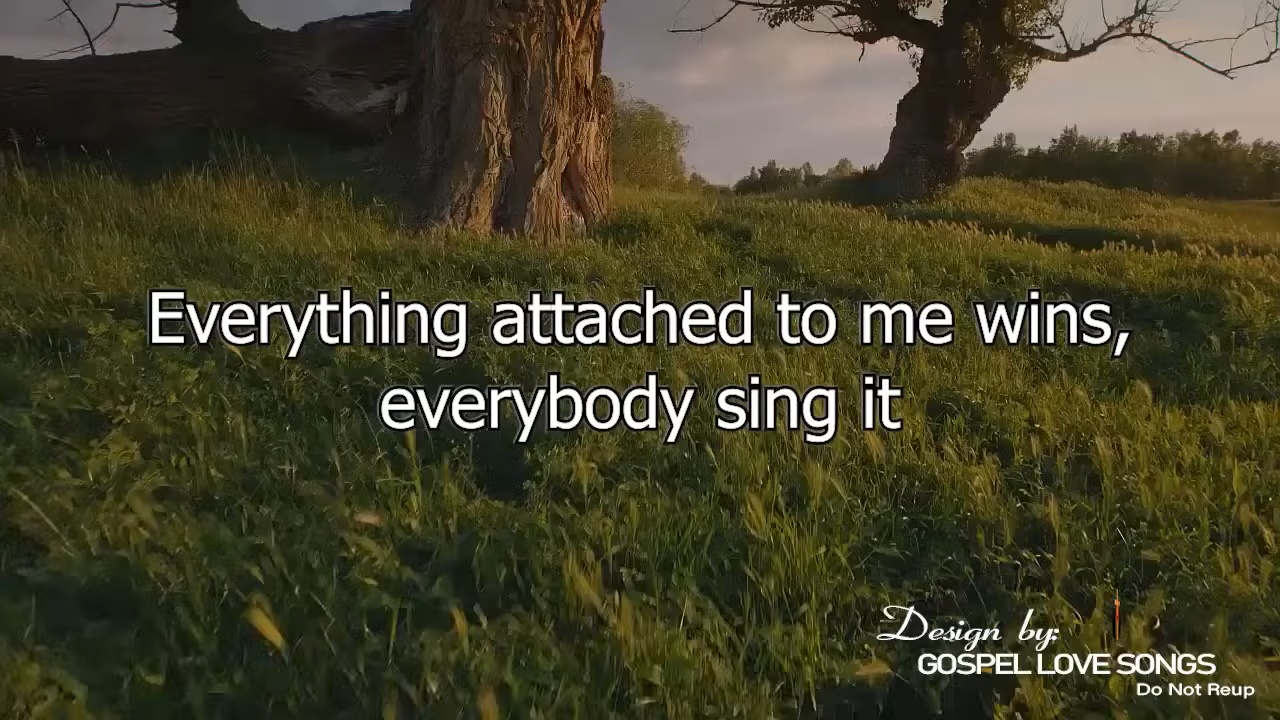 Everything attached to me wins,
everybody sing it
Design by:
GOSPEL LOVE SONGS
Do Not Reup